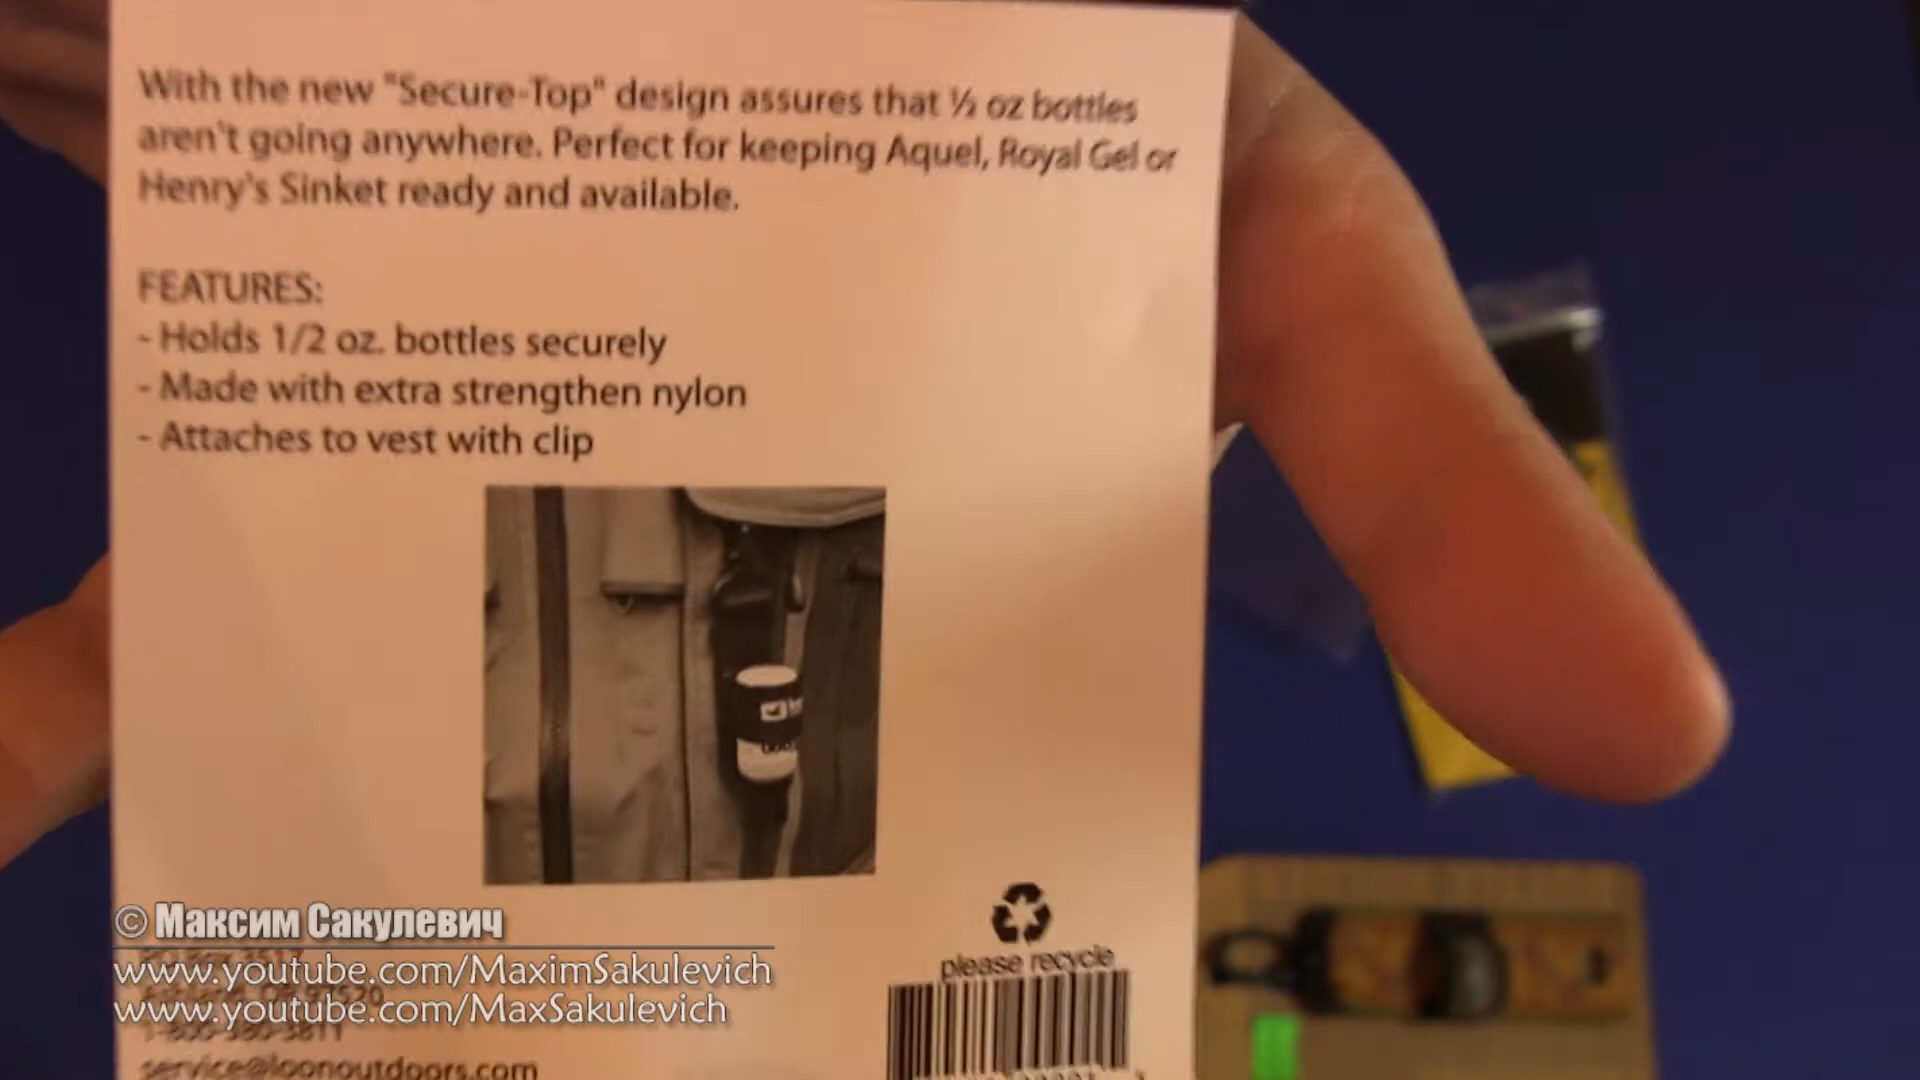 With the new "Secure-Top" design assures that ½ oz bottles
aren't going anywhere. Perfect for keeping Aquel, Royal Gel or
Henry's Sinket ready and available.
FEATURES:
- Holds 1/2 oz. bottles securely
- Made with extra strengthen nylon
- Attaches to vest with clip
please recycle
© Максим Сакулевич
www.youtube.com/MaximSakulevich
www.youtube.com/MaxSakulevich
service@loonoutdoors.com